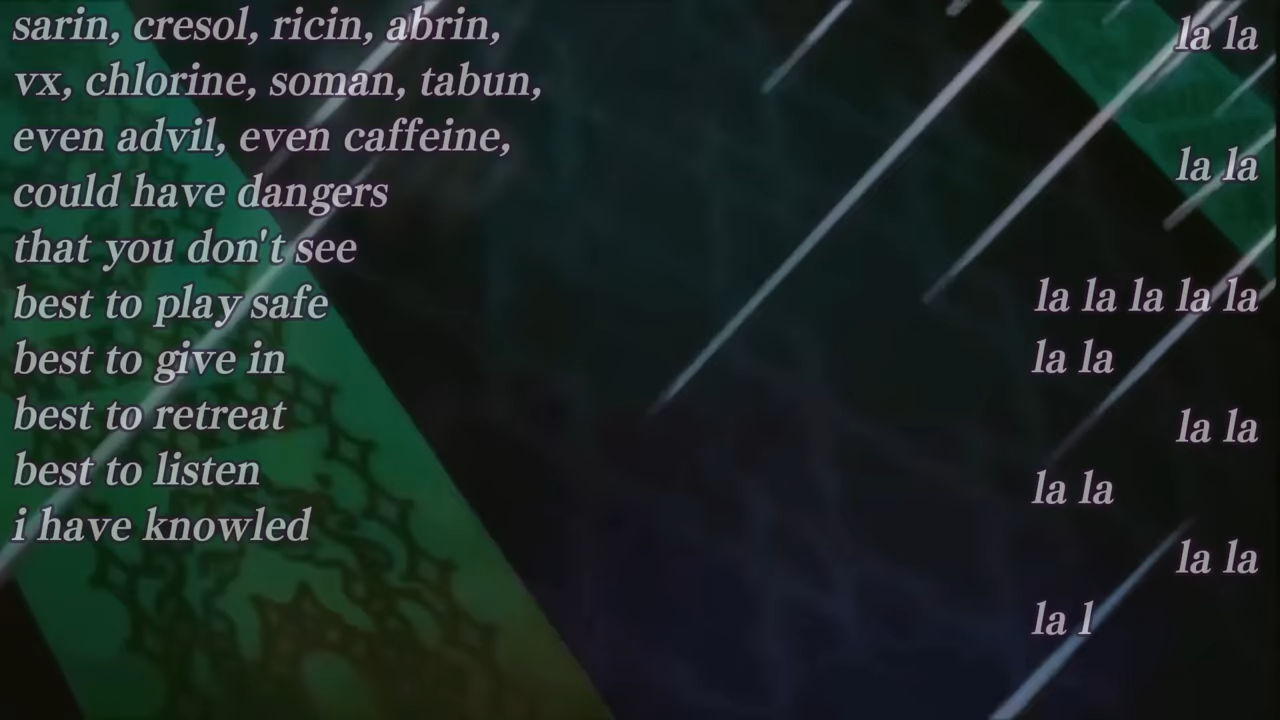 sarin, cresol, ricin, abrin,
vx, chlorine, soman, tabun,
even advil, even caffeine,
could have dangers
that you don't see
best to play safe
best to give in
best to retreat
best to listen
i have knowled
la la
la la
la la la la la
la la
la la
la la
la la
la l